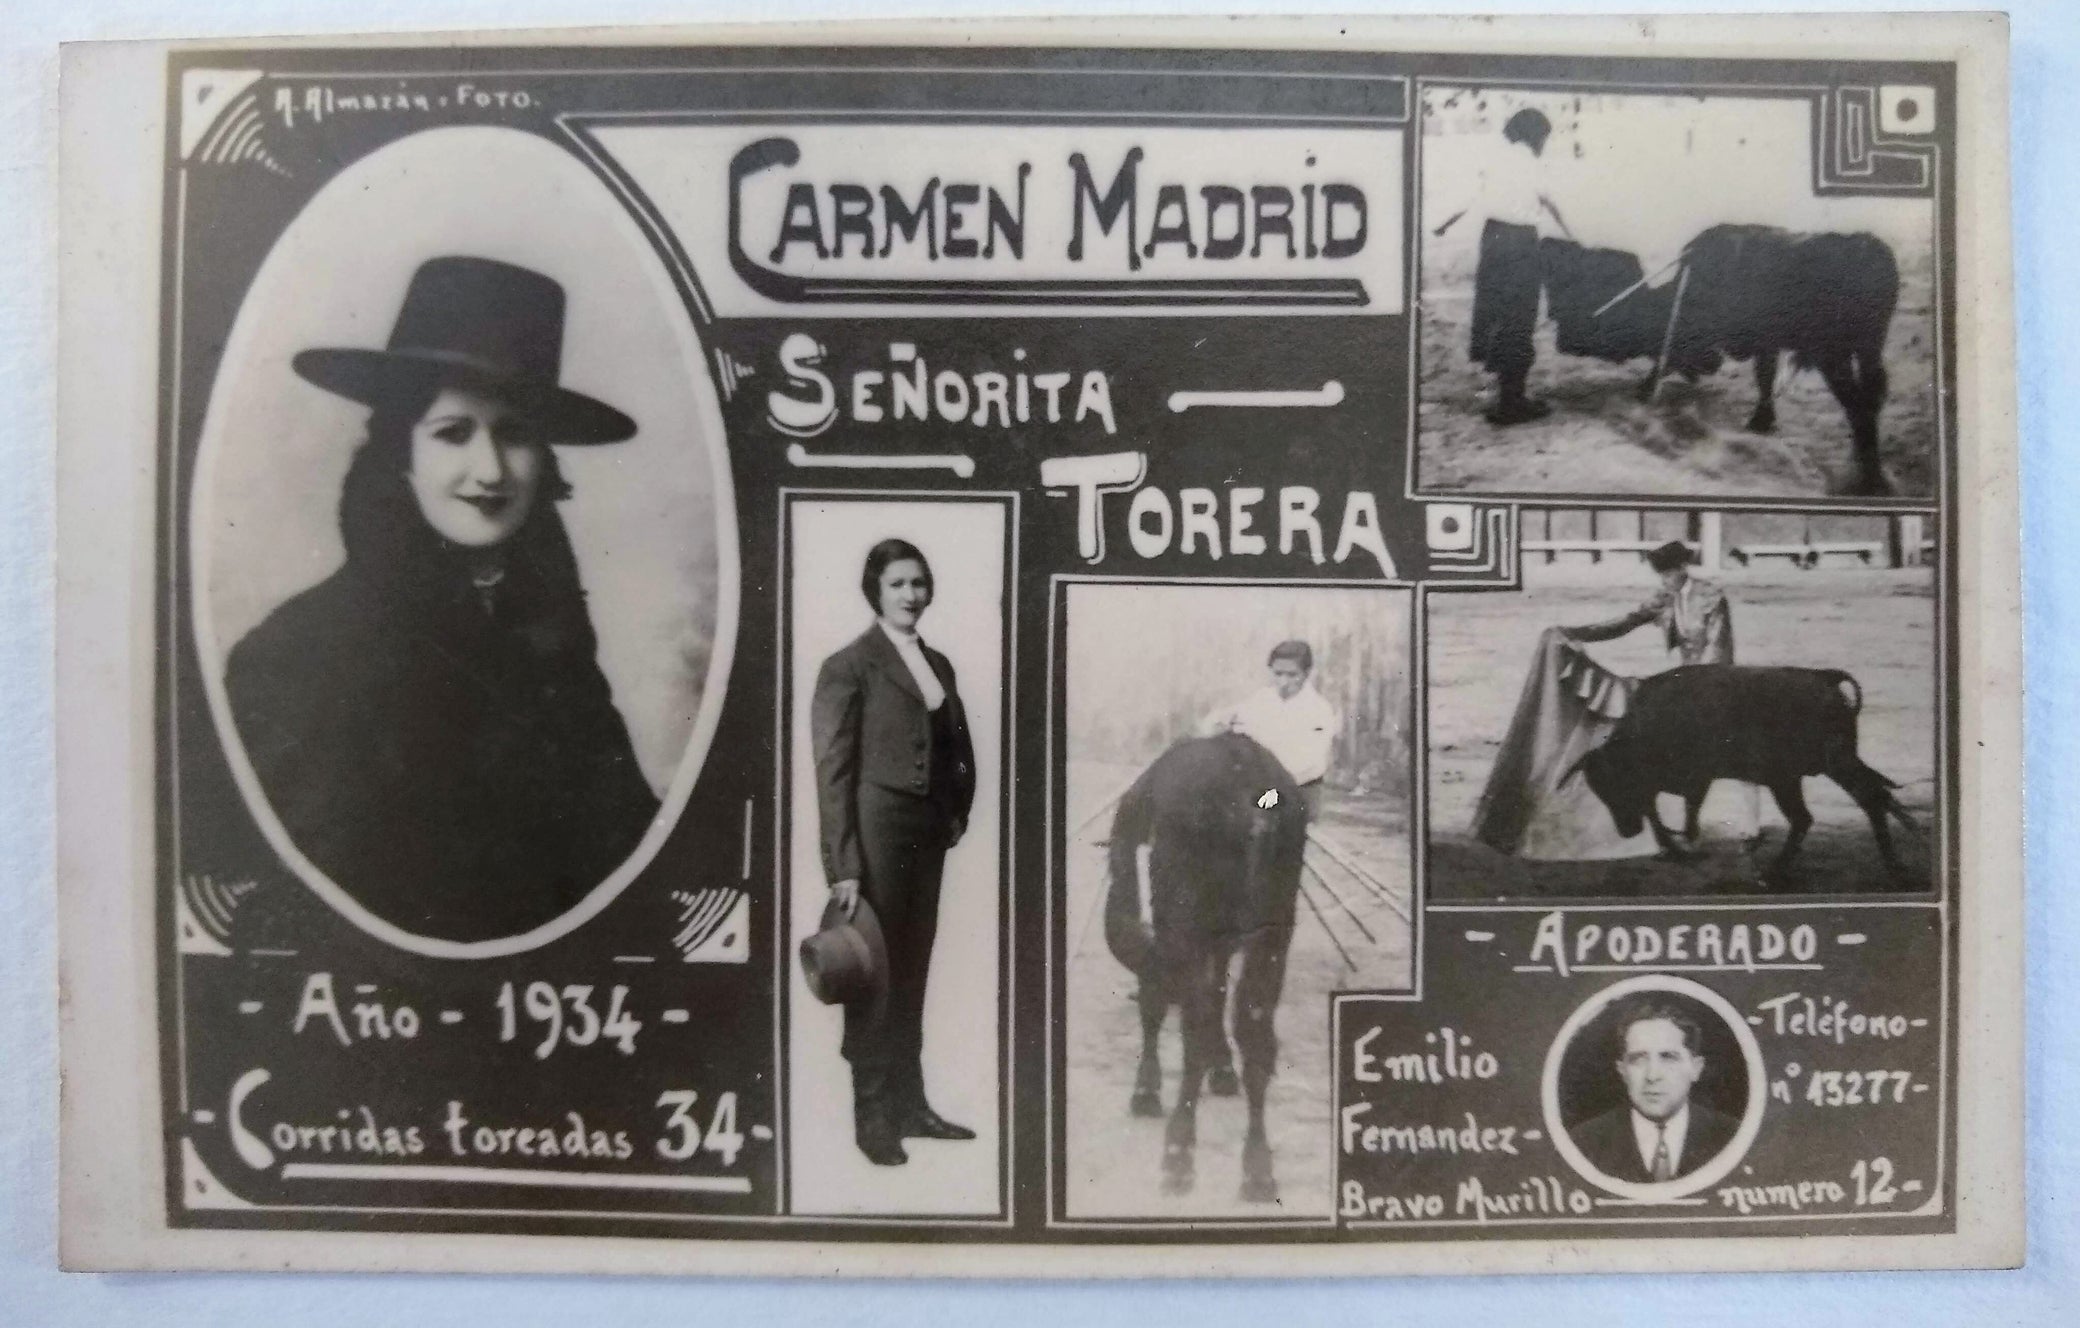 A. Almazán · FOTO.
CARMEN MADRID
SEÑORITA
TORERA
- Año - 1934 -
- Corridas toreadas 34 -
- APODERADO -
Emilio
Fernandez -
- Teléfono -
nº 13277 -
Bravo Murillo — número 12 -